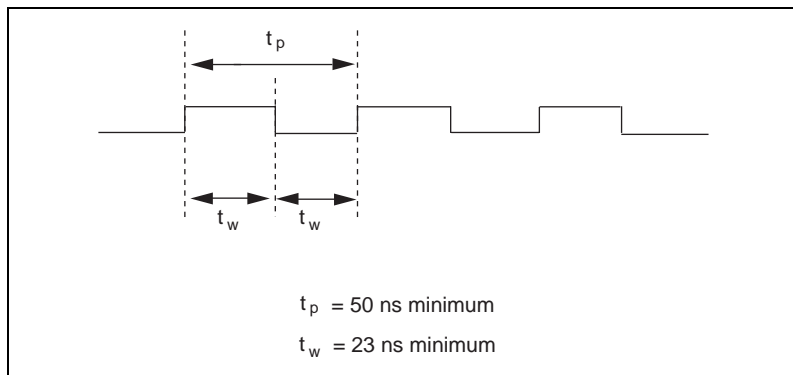 t p
t w t w
t p = 50 ns minimum
t w = 23 ns minimum